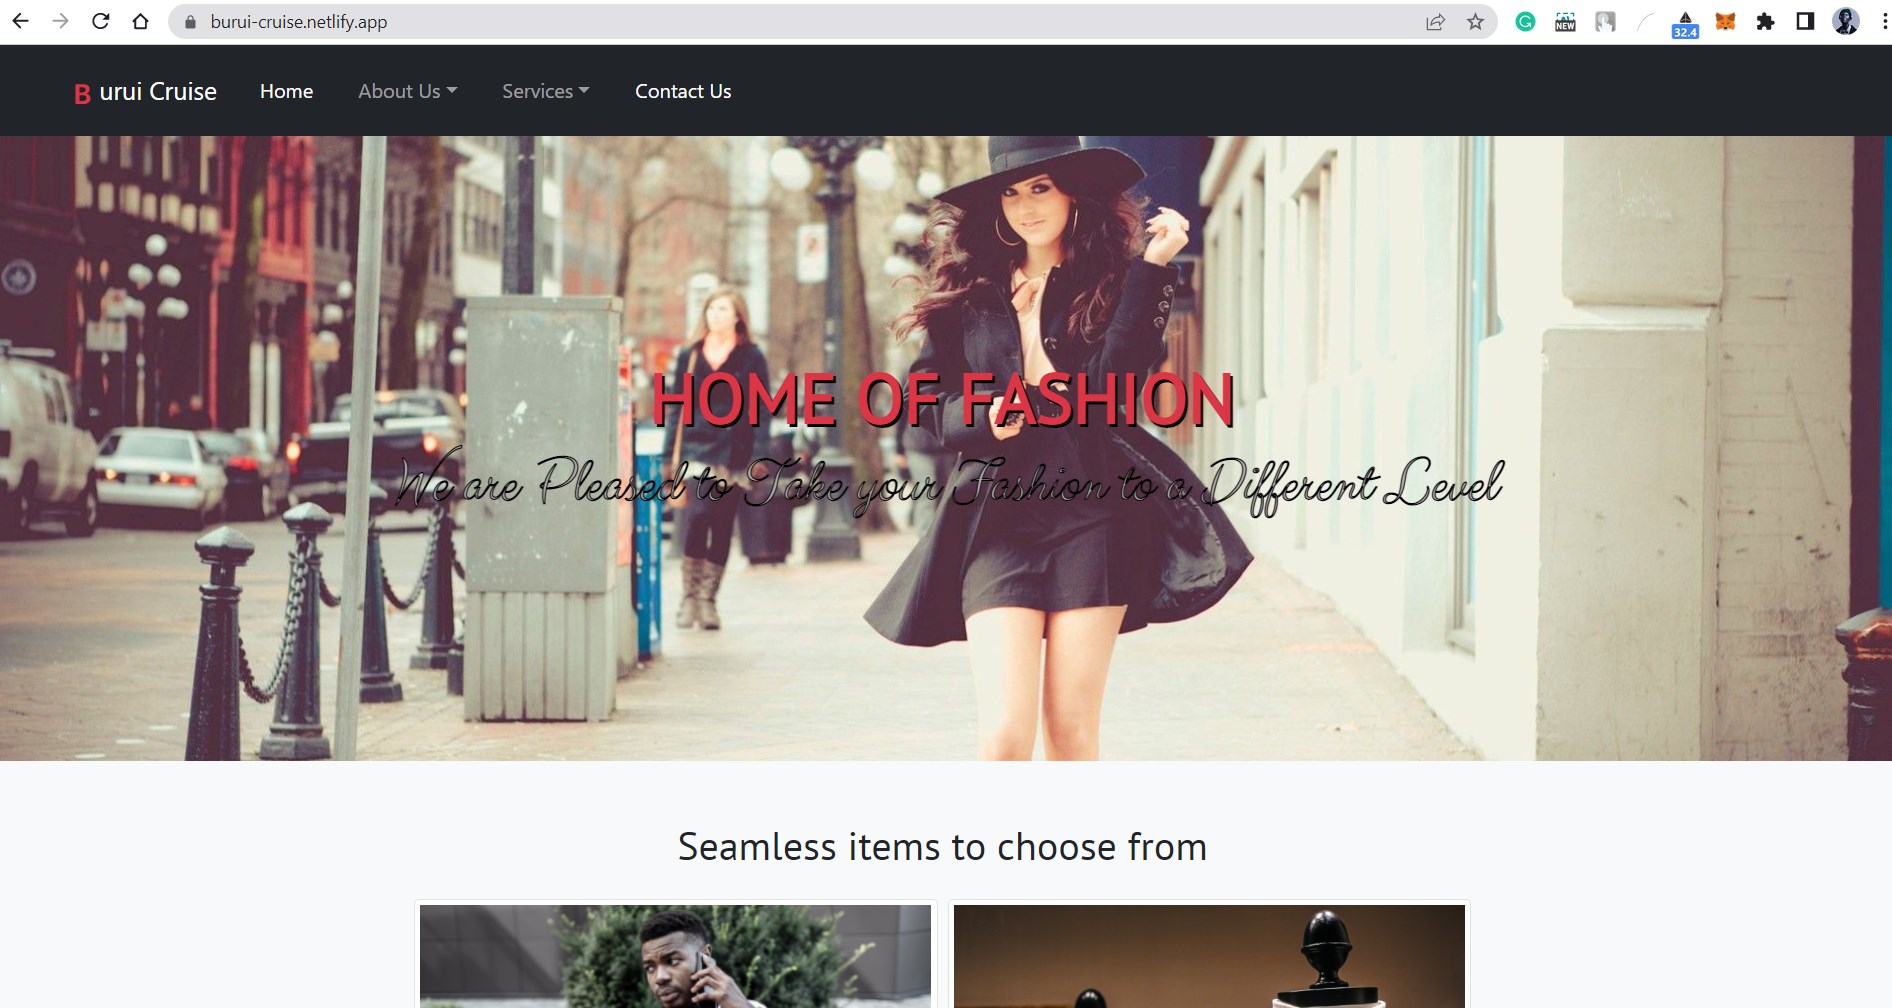 burui-cruise.netlify.app
NEW
32.4
B urui Cruise
Home
About Us
Services
Contact Us
HOME OF FASHION
We are Pleased to Take your Fashion to a Different Level
Seamless items to choose from